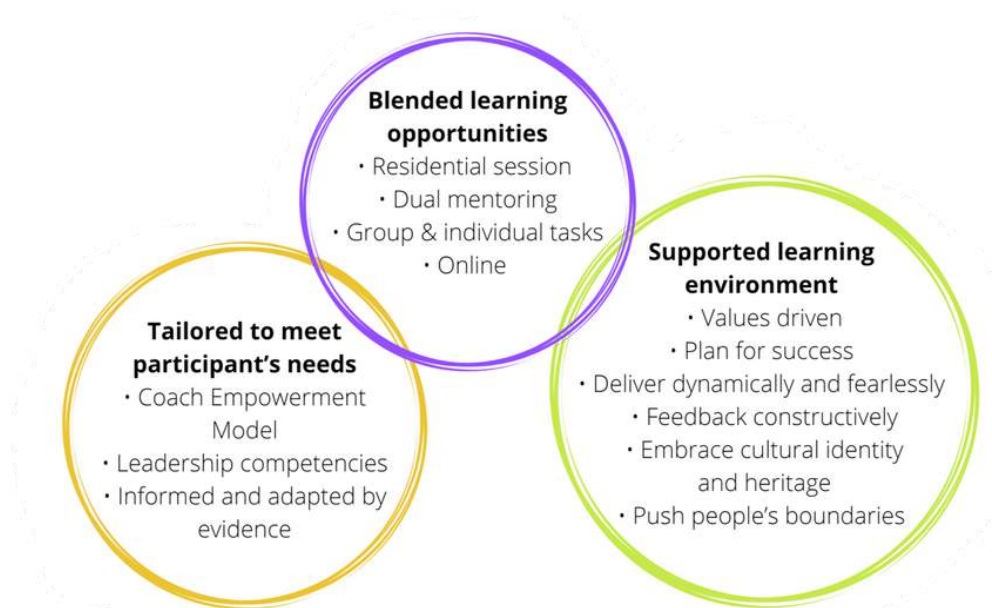 Blended learning
opportunities
• Residential session
• Dual mentoring
• Group & individual tasks
• Online
Tailored to meet
participant’s needs
• Coach Empowerment
Model
• Leadership competencies
• Informed and adapted by
evidence
Supported learning
environment
• Values driven
• Plan for success
• Deliver dynamically and fearlessly
• Feedback constructively
• Embrace cultural identity
and heritage
• Push people’s boundaries